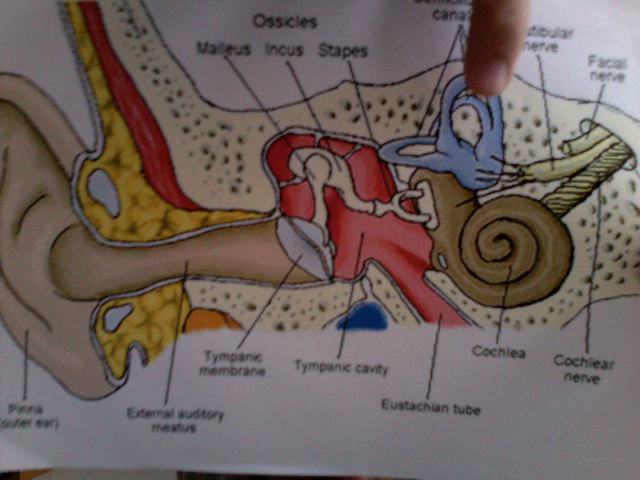 Ossicles
Malleus Incus Stapes
canal
nerve
Facial
nerve
Tympanic
membrane
Tympanic cavity
Cochlea
Cochlear
nerve
Eustachian tube
External auditory
meatus
Pinna
(outer ear)